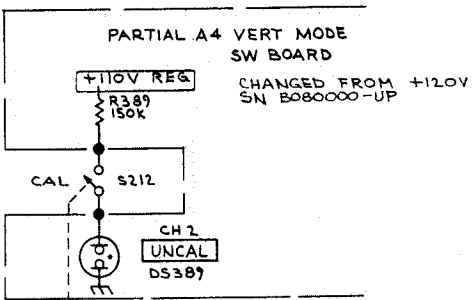 PARTIAL A4 VERT MODE
SW BOARD
+110V REG
CHANGED FROM +120V
SN B080000-UP
R389
150K
CAL
S212
CH 2
UNCAL
DS389